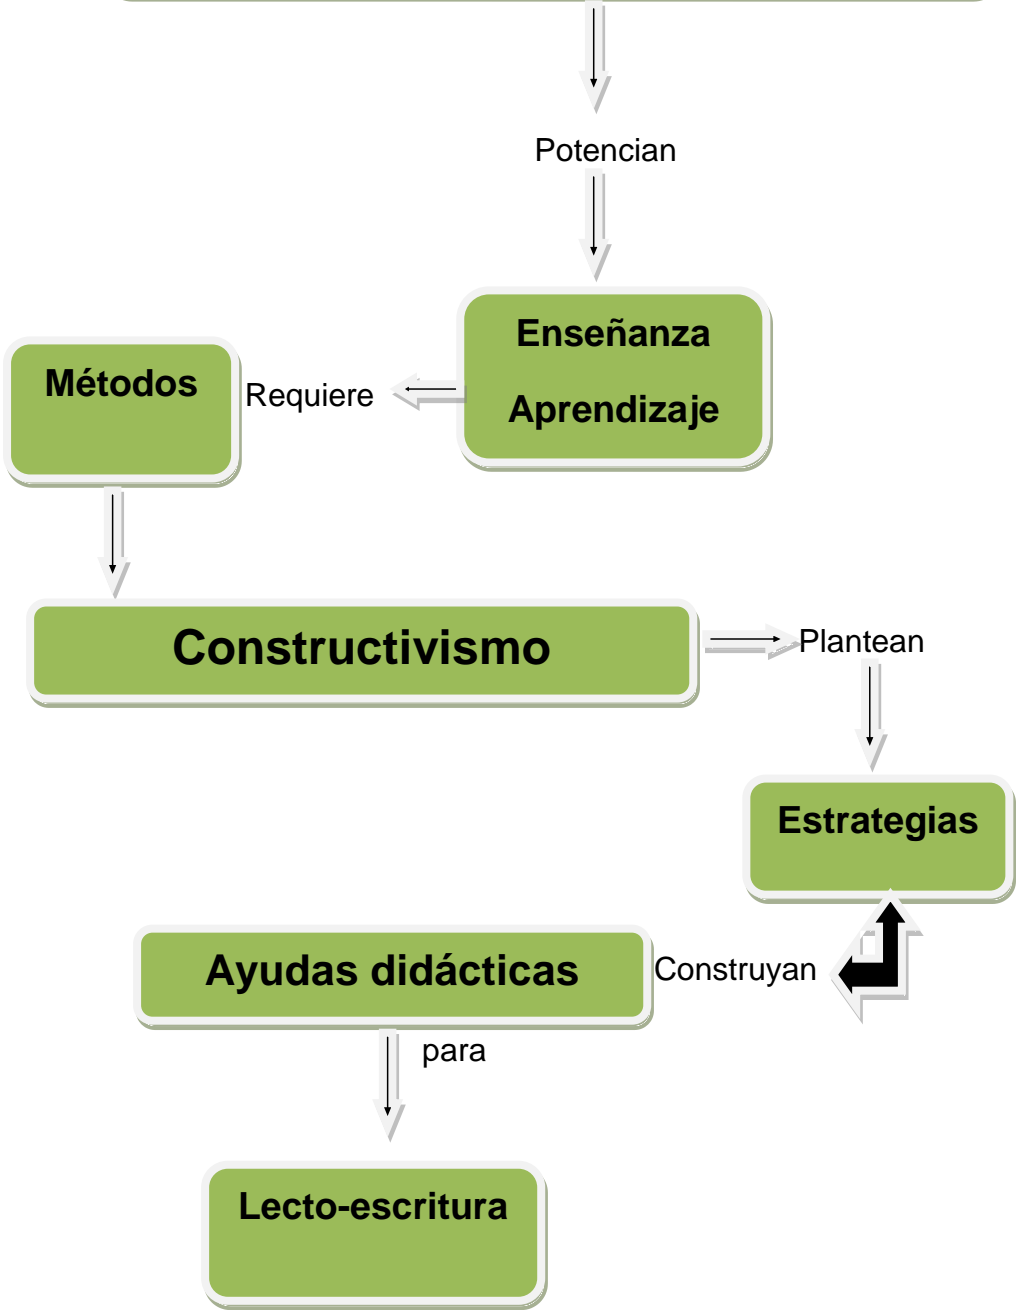 Potencian
Enseñanza
Aprendizaje
Métodos
Requiere
Constructivismo
Plantean
Estrategias
Ayudas didácticas
Construyan
para
Lecto-escritura